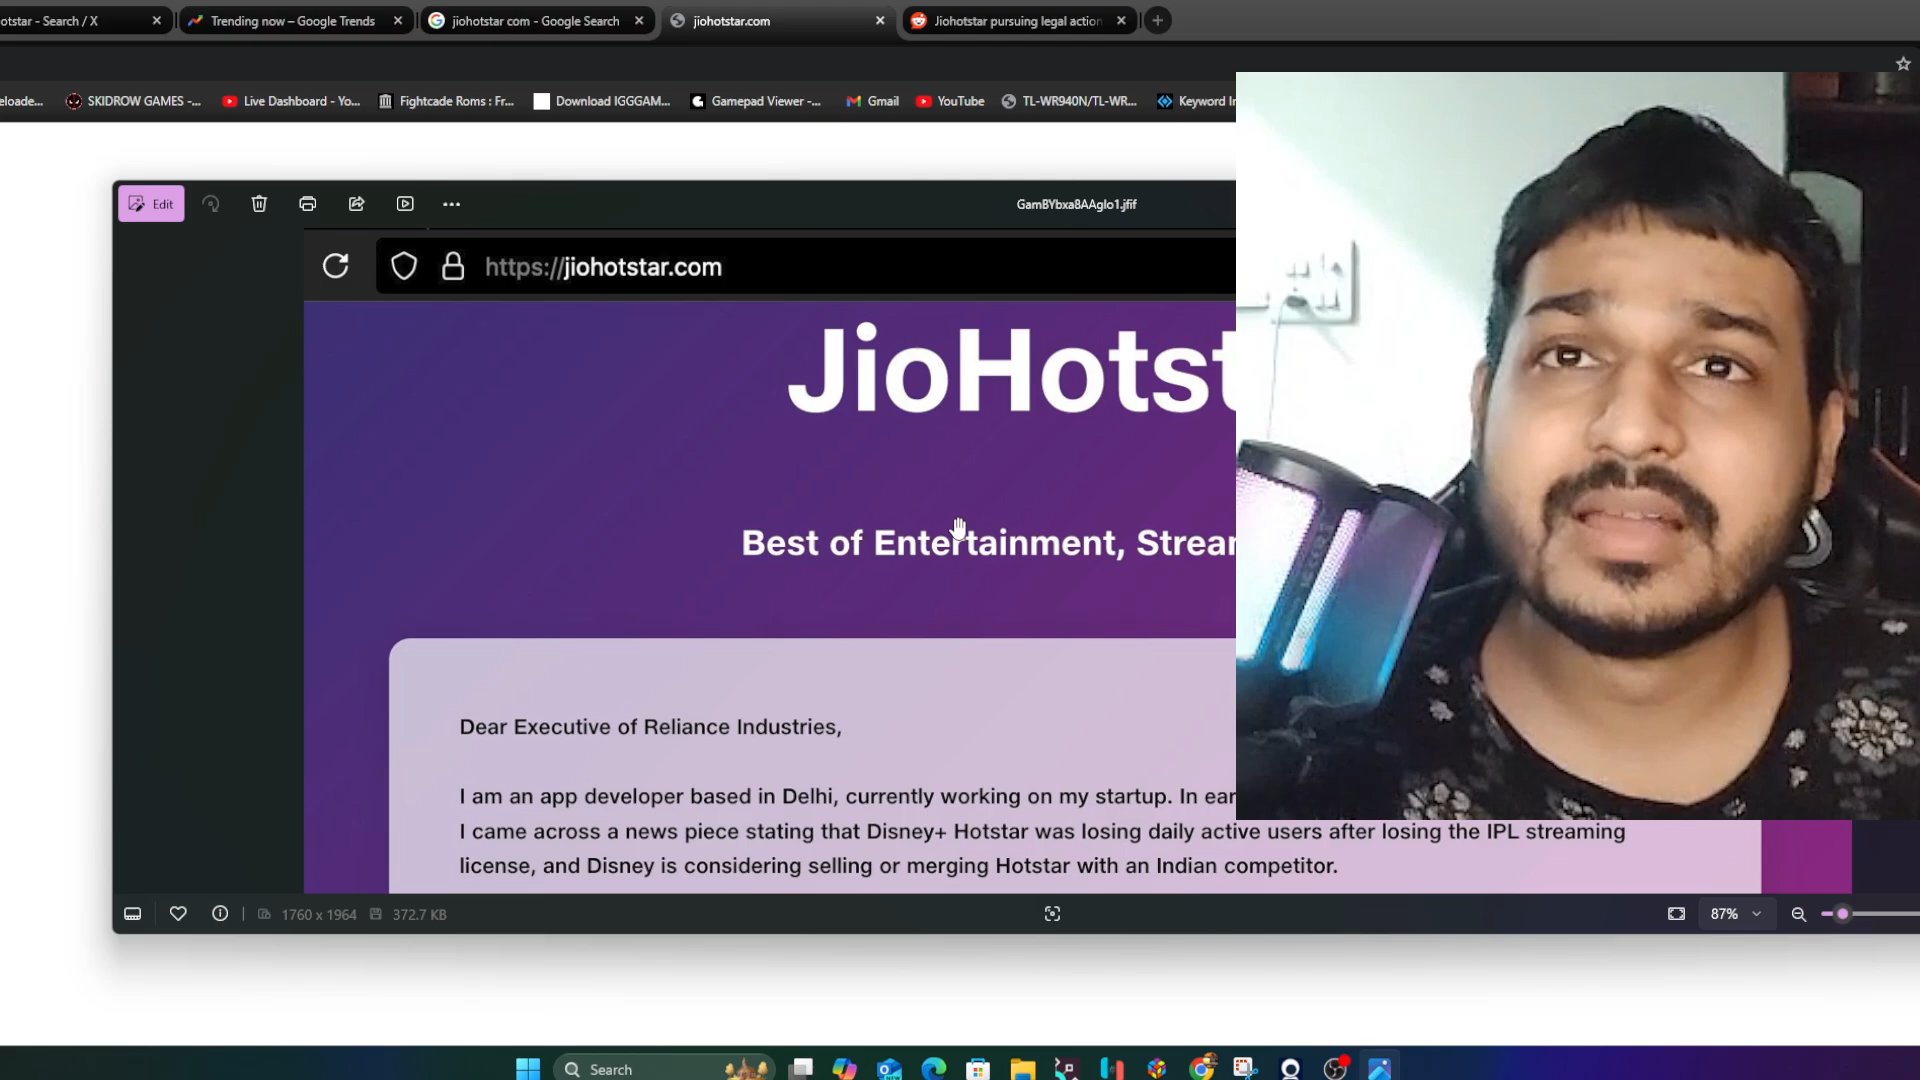 otstar - Search / X
Trending now – Google Trends
jiohotstar com - Google Search
jiohotstar.com
Jiohotstar pursuing legal action
eloade...
SKIDROW GAMES -...
Live Dashboard - Yo...
Fightcade Roms : Fr...
Download IGGGAM...
Gamepad Viewer -...
Gmail
YouTube
TL-WR940N/TL-WR...
Keyword In
Edit
GamBYbxa8AAglo1.jfif
https://jiohotstar.com
JioHotst
Best of Entertainment, Strear
Dear Executive of Reliance Industries,
I am an app developer based in Delhi, currently working on my startup. In ear
I came across a news piece stating that Disney+ Hotstar was losing daily active users after losing the IPL streaming
license, and Disney is considering selling or merging Hotstar with an Indian competitor.
1760 x 1964
372.7 KB
87%
Search